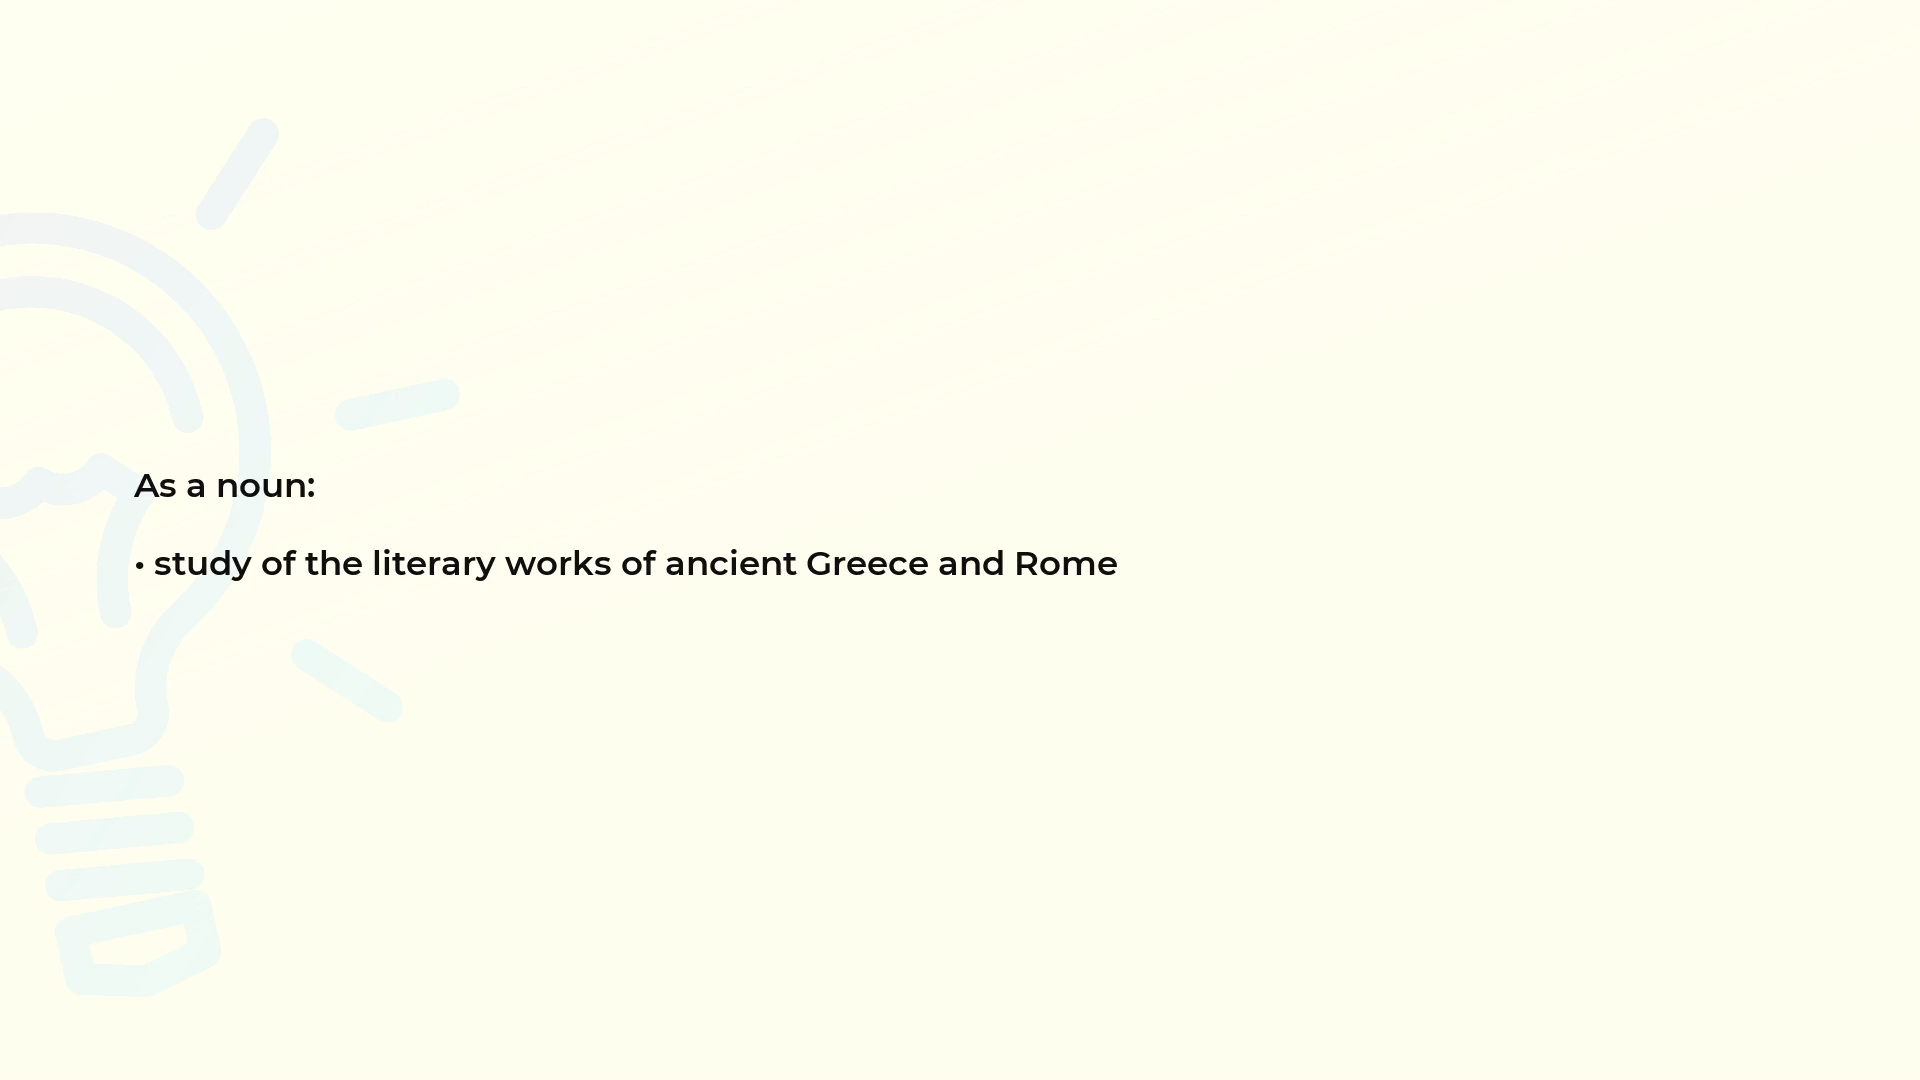 As a noun:
• study of the literary works of ancient Greece and Rome